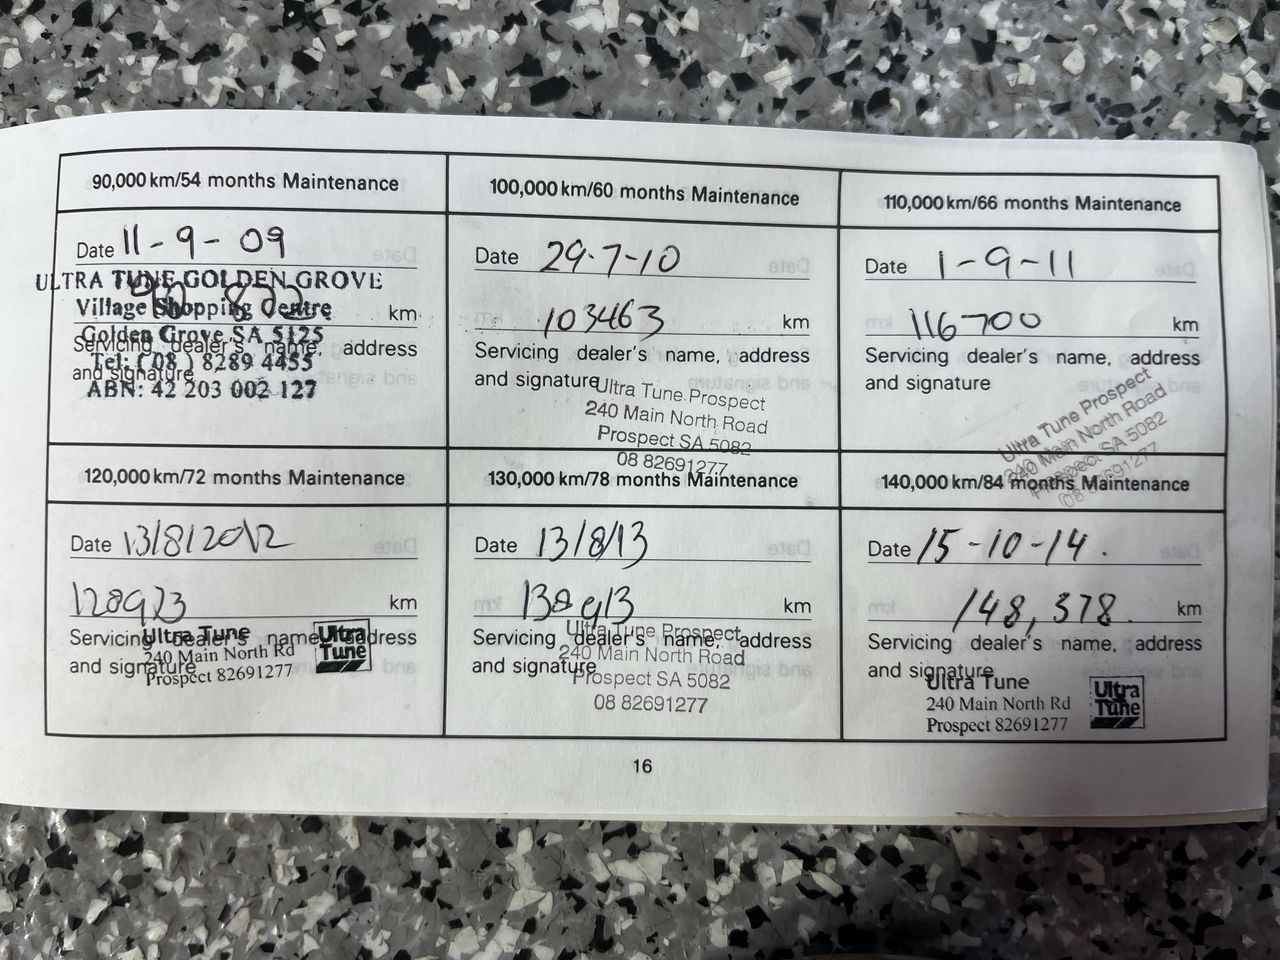 90,000 km/54 months Maintenance
Date 11-9-09
ULTRA TUNE GOLDEN GROVE
Village Shopping Centre
km
Golden Grove SA 5125
Servicing dealer's name, address
Tel: (08) 8289 4455
and signature
ABN: 42 203 002 127
100,000 km/60 months Maintenance
Date 29-7-10
103463 km
Servicing dealer's name, address
and signature
Ultra Tune Prospect
240 Main North Road
Prospect SA 5082
08 82691277
110,000 km/66 months Maintenance
Date 1-9-11
116700 km
Servicing dealer's name, address
and signature
Ultra Tune Prospect
240 Main North Road
Prospect SA 5082
08 82691277
120,000 km/72 months Maintenance
Date 13/8/2012
128923 km
Servicing dealer's name, address
and signature
Ultra Tune
240 Main North Rd
Prospect 82691277
Ultra
Tune
130,000 km/78 months Maintenance
Date 13/8/13
138913 km
Servicing dealer's name, address
and signature
Ultra Tune Prospect
240 Main North Road
Prospect SA 5082
08 82691277
140,000 km/84 months Maintenance
Date 15-10-14.
148,378. km
Servicing dealer's name, address
and signature
Ultra Tune
240 Main North Rd
Prospect 82691277
Ultra
Tune
16